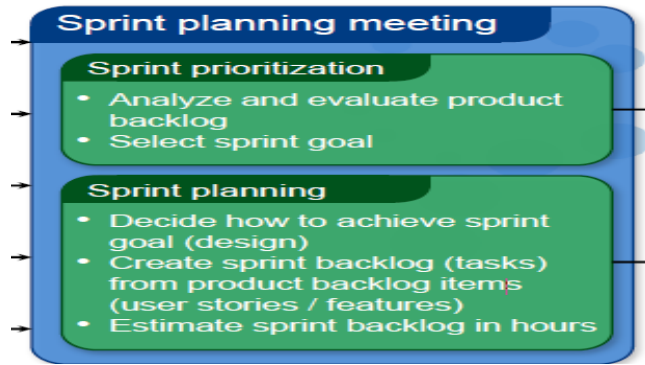 Sprint planning meeting
Sprint prioritization
• Analyze and evaluate product
backlog
• Select sprint goal
Sprint planning
• Decide how to achieve sprint
goal (design)
• Create sprint backlog (tasks)
from product backlog items
(user stories / features)
• Estimate sprint backlog in hours